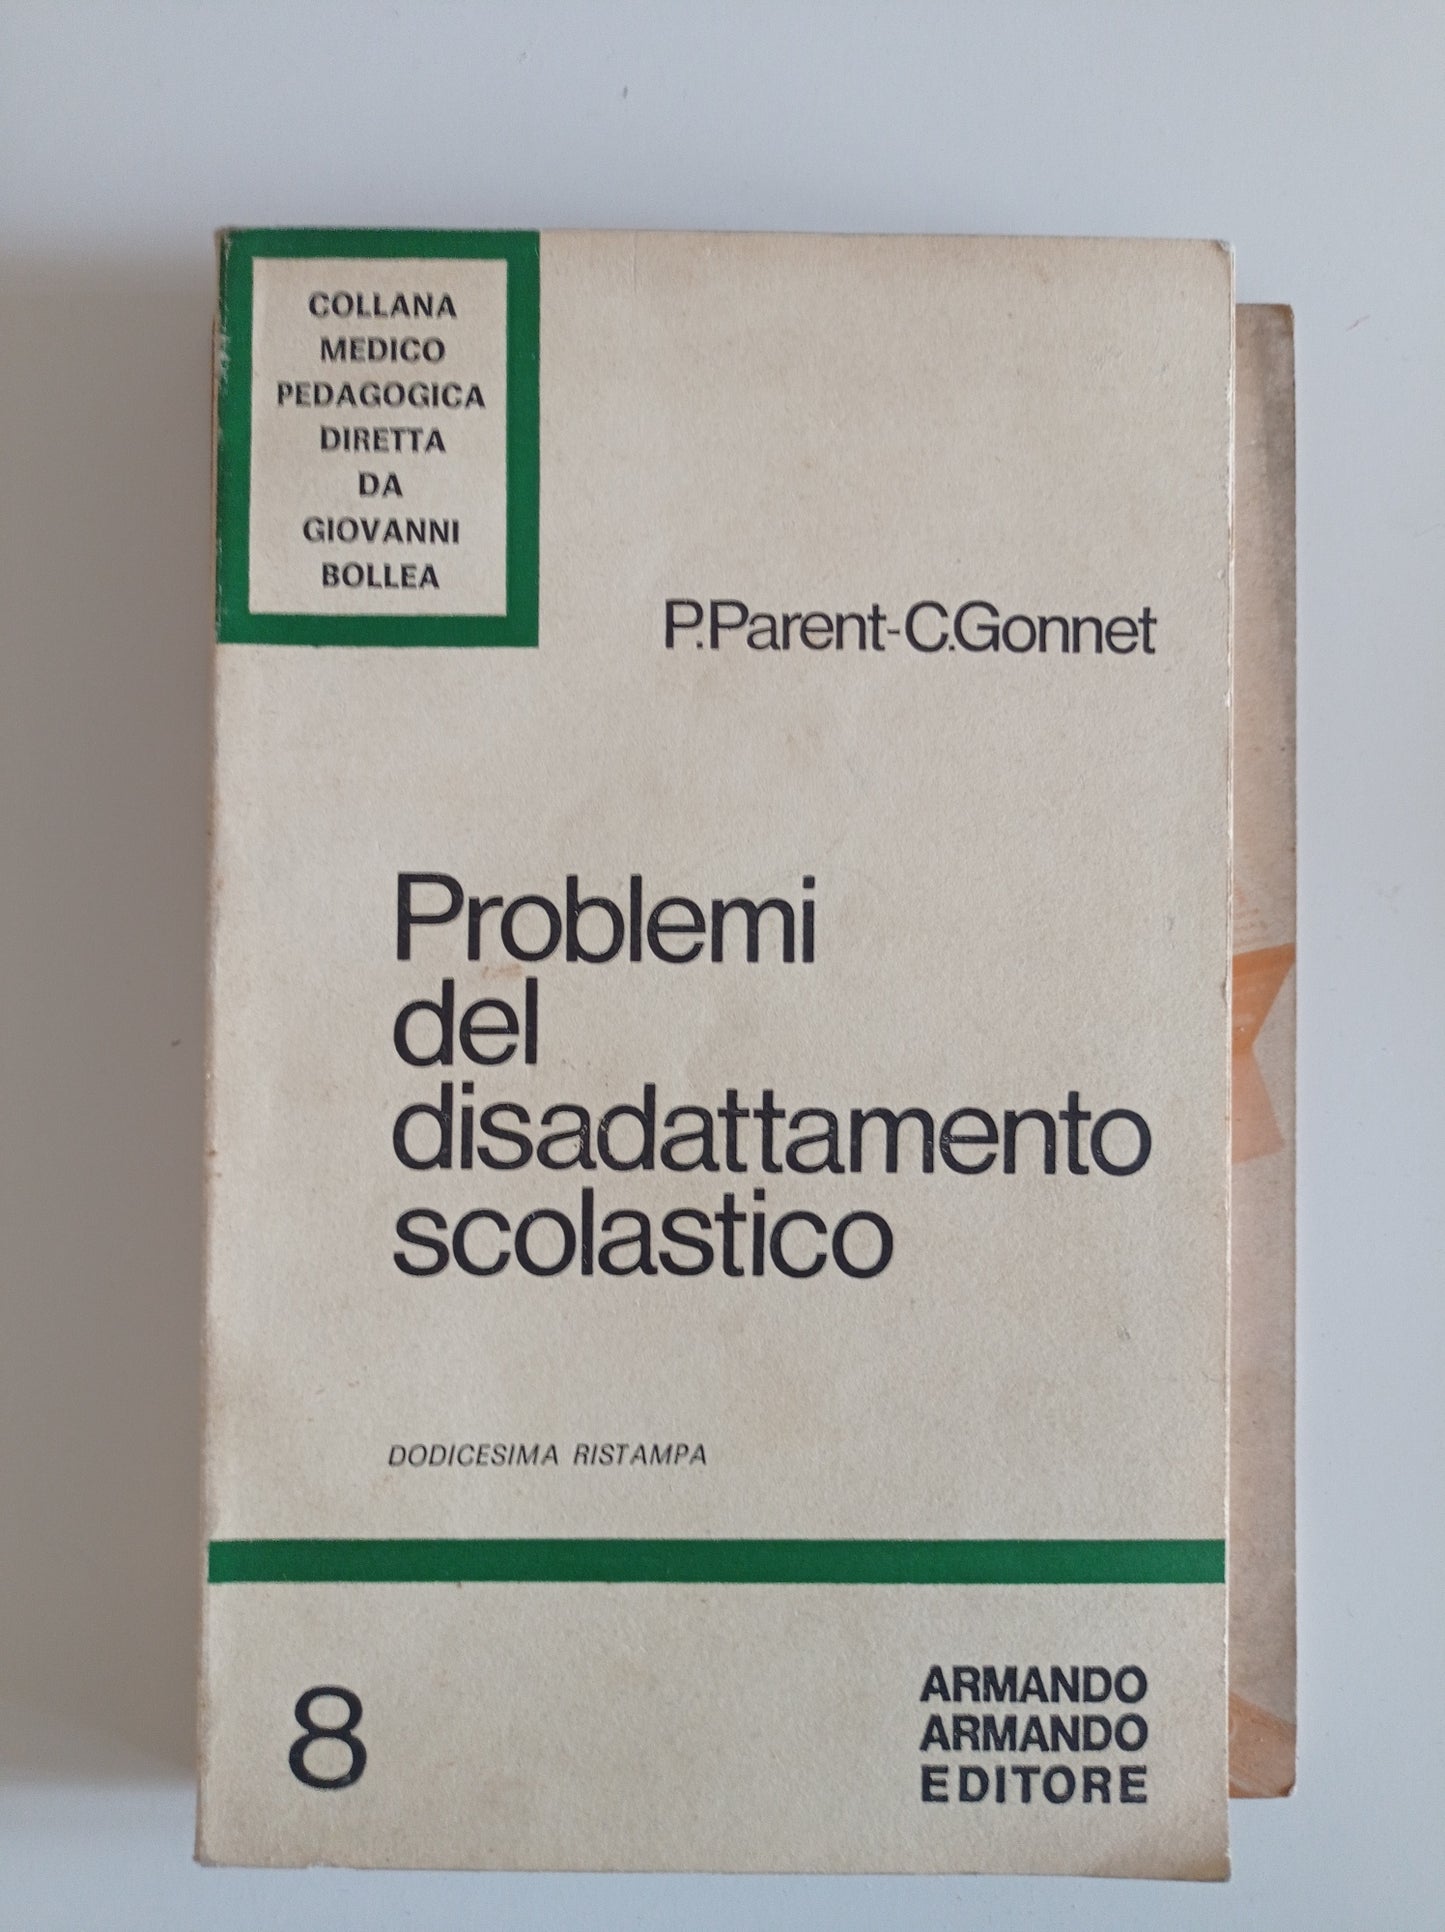 COLLANA
MEDICO
PEDAGOGICA
DIRETTA
DA
GIOVANNI
BOLLEA
P.Parent-C.Gonnet
Problemi
del
disadattamento
scolastico
DODICESIMA RISTAMPA
8
ARMANDO
ARMANDO
EDITORE